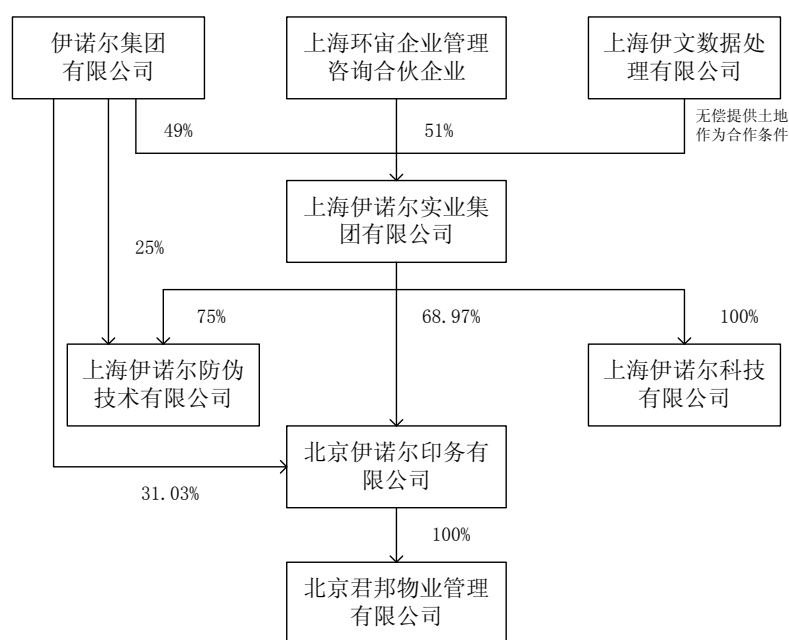 伊诺尔集团
有限公司
上海环宙企业管理
咨询合伙企业
上海伊文数据处
理有限公司
无偿提供土地
作为合作条件
49%
51%
上海伊诺尔实业集
团有限公司
25%
75%
68.97%
100%
上海伊诺尔防伪
技术有限公司
上海伊诺尔科技
有限公司
北京伊诺尔印务有
限公司
31.03%
100%
北京君邦物业管理
有限公司